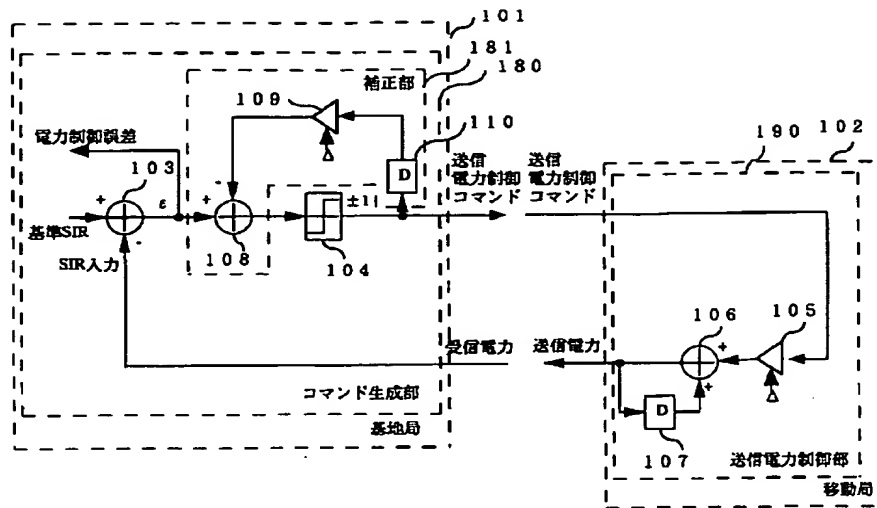 101
181
180
補正部
109
110
電力制御誤差
103
D
送信
電力制御
コマンド
送信
電力制御
コマンド
190
102
+
ε
+
-
±1
基準SIR
-
SIR入力
108
104
Δ
106
105
受信電力
送信電力
+
+
D
Δ
107
コマンド生成部
基地局
送信電力制御部
移動局